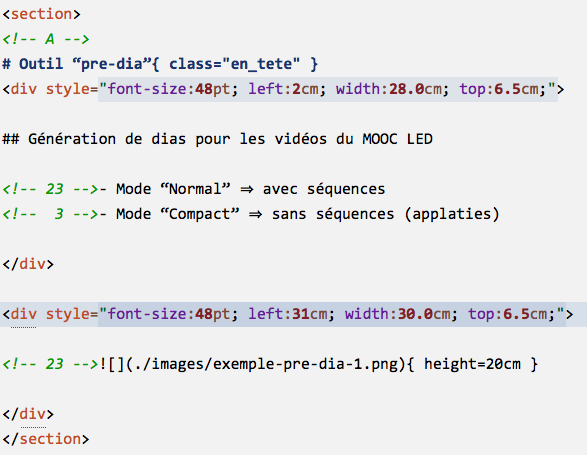 <section>
<!-- A -->
# Outil “pre-dia”{ class="en_tete" }
<div style="font-size:48pt; left:2cm; width:28.0cm; top:6.5cm;">
## Génération de dias pour les vidéos du MOOC LED
<!-- 23 -->- Mode “Normal” ⇒ avec séquences
<!--  3 -->- Mode “Compact” ⇒ sans séquences (applaties)
</div>
<div style="font-size:48pt; left:31cm; width:30.0cm; top:6.5cm;">
<!-- 23 -->![](./images/exemple-pre-dia-1.png){ height=20cm }
</div>
</section>